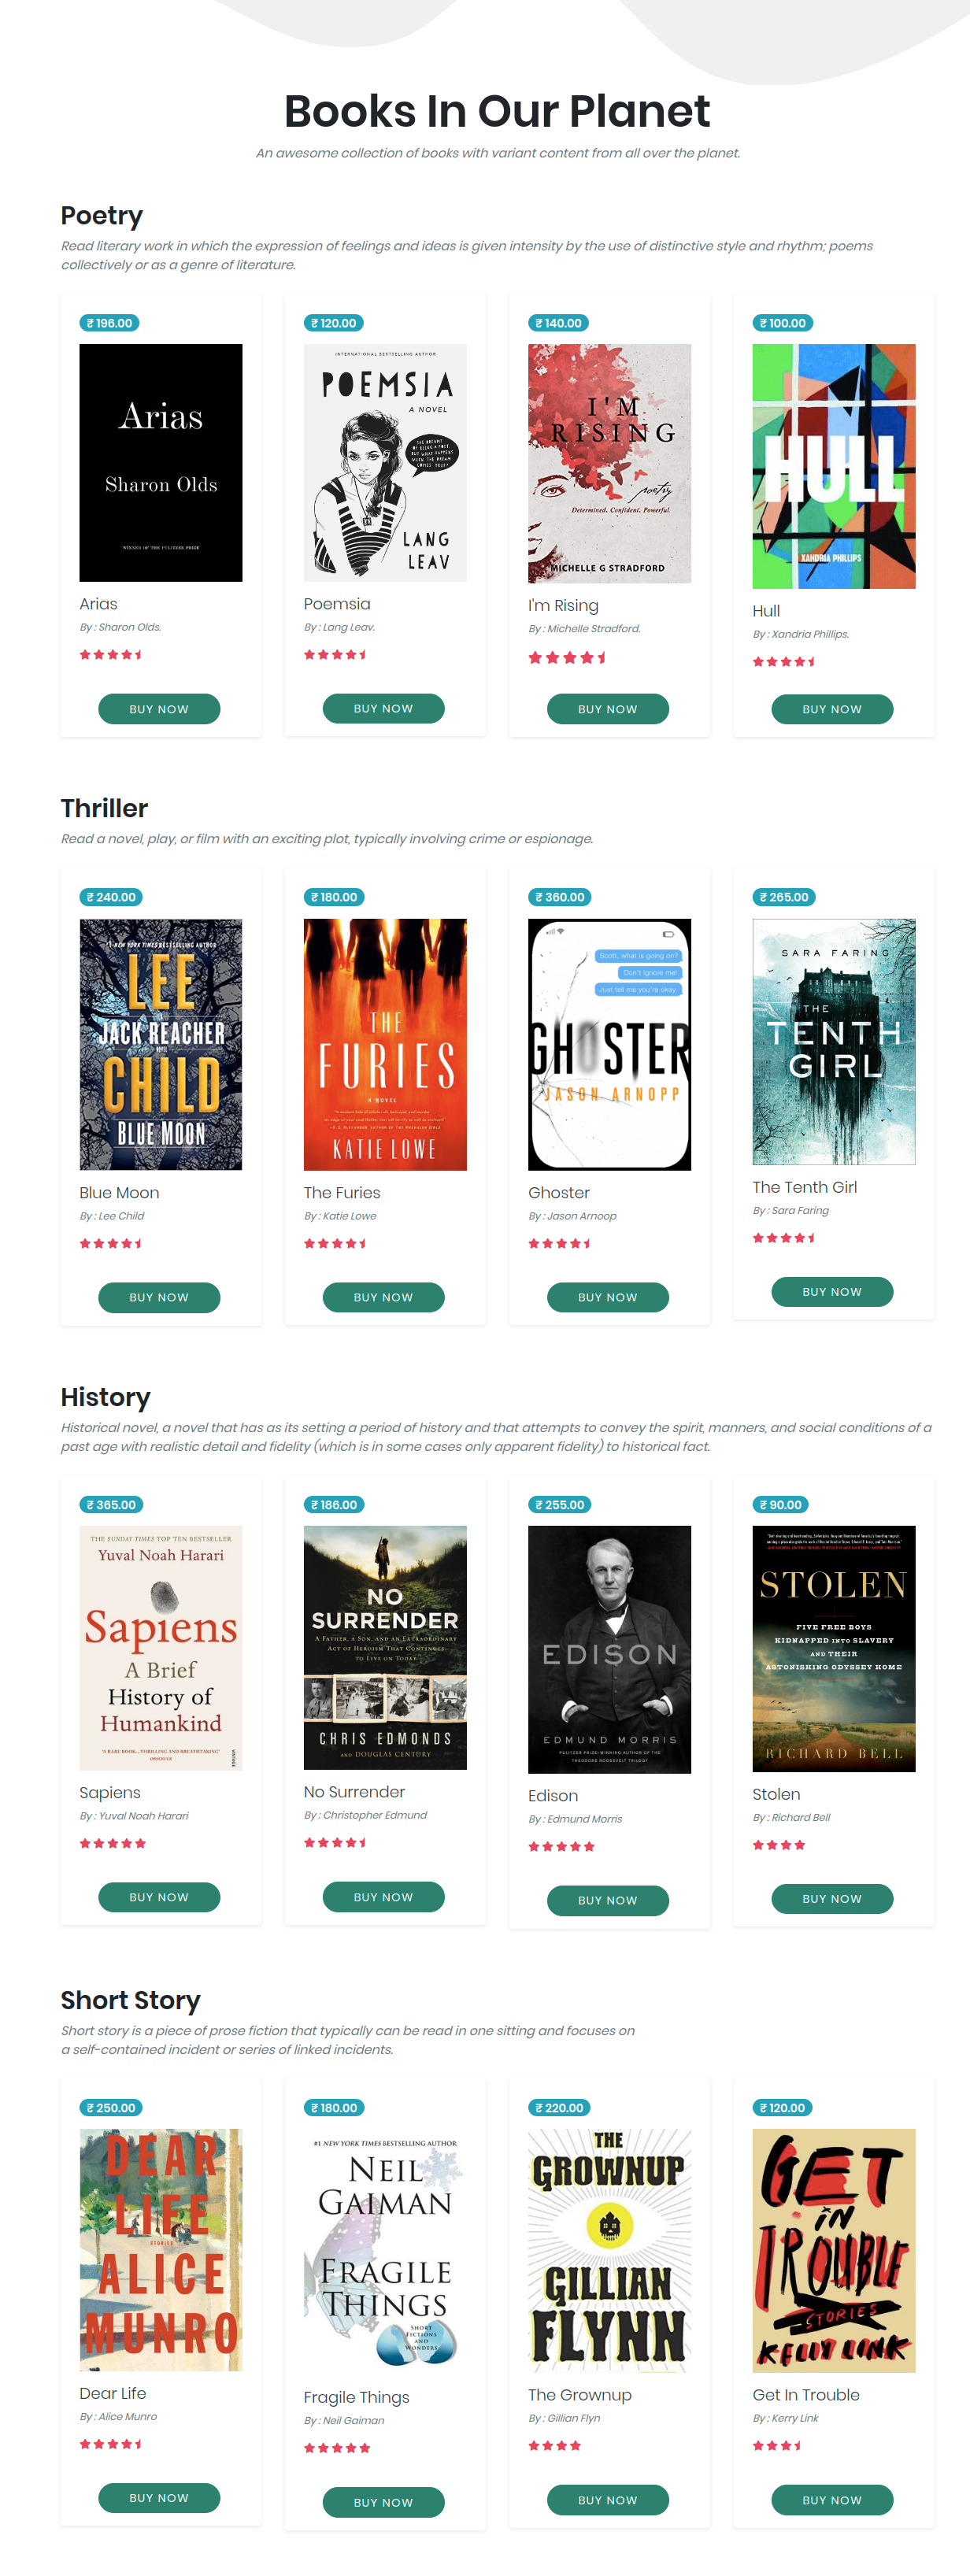 Books In Our Planet
An awesome collection of books with variant content from all over the planet.
Poetry
Read literary work in which the expression of feelings and ideas is given intensity by the use of distinctive style and rhythm; poems
collectively or as a genre of literature.
₹ 196.00
Arias
Sharon Olds
WINNER OF THE PULITZER PRIZE
Arias
By : Sharon Olds.
BUY NOW
₹ 120.00
INTERNATIONAL BESTSELLING AUTHOR
POEMSIA
A NOVEL
LANG
LEAV
Poemsia
By : Lang Leav.
BUY NOW
₹ 140.00
I'M
RISING
poetry
Determined. Confident. Powerful.
MICHELLE G STRADFORD
I'm Rising
By : Michelle Stradford.
BUY NOW
₹ 100.00
HULL
XANDRIA PHILLIPS
Hull
By : Xandria Phillips.
BUY NOW
Thriller
Read a novel, play, or film with an exciting plot, typically involving crime or espionage.
₹ 240.00
#1 NEW YORK TIMES BESTSELLING AUTHOR
LEE
JACK REACHER
NOVEL
CHILD
BLUE MOON
Blue Moon
By : Lee Child
BUY NOW
₹ 180.00
THE
FURIES
A NOVEL
KATIE LOWE
The Furies
By : Katie Lowe
BUY NOW
₹ 360.00
Scott, what is going on?
Don't ignore me!
Just tell me you're okay
GHOSTER
JASON ARNOPP
Ghoster
By : Jason Arnoop
BUY NOW
₹ 265.00
SARA FARING
THE
TENTH
GIRL
The Tenth Girl
By : Sara Faring
BUY NOW
History
Historical novel, a novel that has as its setting a period of history and that attempts to convey the spirit, manners, and social conditions of a
past age with realistic detail and fidelity (which is in some cases only apparent fidelity) to historical fact.
₹ 365.00
THE SUNDAY TIMES TOP TEN BESTSELLER
Yuval Noah Harari
Sapiens
A Brief
History of
Humankind
'A RARE BOOK...THRILLING AND BREATHTAKING'
OBSERVER
VINTAGE
Sapiens
By : Yuval Noah Harari
BUY NOW
₹ 186.00
NO
SURRENDER
A FATHER, A SON, AND AN EXTRAORDINARY
ACT OF HEROISM THAT CONTINUES
TO LIVE ON TODAY
CHRIS EDMONDS
AND DOUGLAS CENTURY
No Surrender
By : Christopher Edmund
BUY NOW
₹ 255.00
EDISON
EDMUND MORRIS
PULITZER PRIZE-WINNING AUTHOR OF THE
THEODORE ROOSEVELT TRILOGY
Edison
By : Edmund Morris
BUY NOW
₹ 90.00
STOLEN
FIVE FREE BOYS
KIDNAPPED INTO SLAVERY
AND THEIR
ASTONISHING ODYSSEY HOME
RICHARD BELL
Stolen
By : Richard Bell
BUY NOW
Short Story
Short story is a piece of prose fiction that typically can be read in one sitting and focuses on
a self-contained incident or series of linked incidents.
₹ 250.00
DEAR
LIFE
STORIES
ALICE
MUNRO
Dear Life
By : Alice Munro
BUY NOW
₹ 180.00
#1 NEW YORK TIMES BESTSELLING AUTHOR
NEIL
GAIMAN
FRAGILE
THINGS
SHORT
FICTIONS
AND
WONDERS
Fragile Things
By : Neil Gaiman
BUY NOW
₹ 220.00
THE
GROWNUP
GILLIAN
FLYNN
The Grownup
By : Gillian Flyn
BUY NOW
₹ 120.00
GET
IN
TROUBLE
STORIES
KELLY LINK
Get In Trouble
By : Kerry Link
BUY NOW